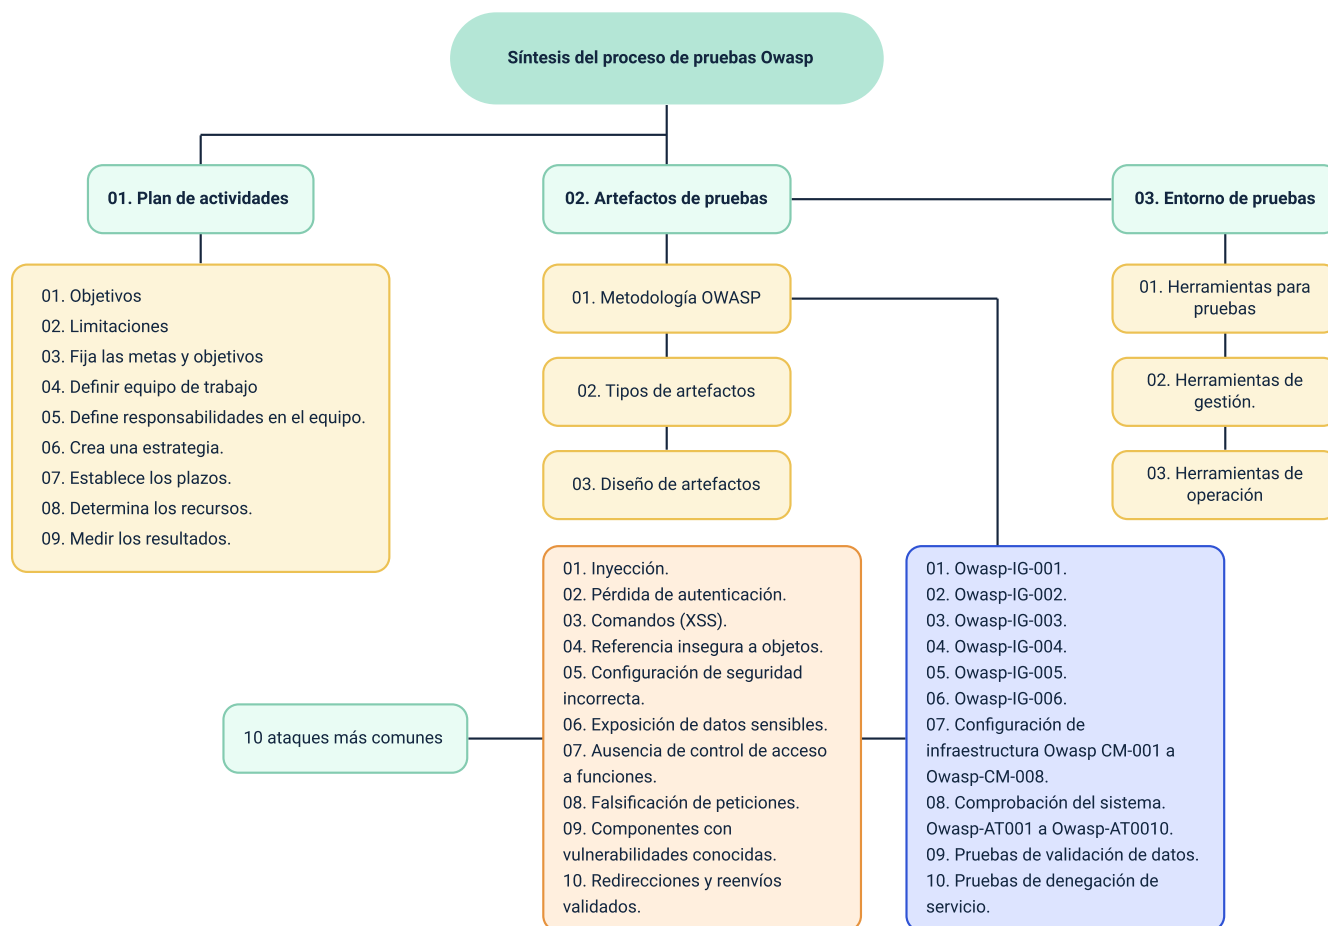 Síntesis del proceso de pruebas Owasp
01. Plan de actividades
02. Artefactos de pruebas
03. Entorno de pruebas
01. Objetivos
02. Limitaciones
03. Fija las metas y objetivos
04. Definir equipo de trabajo
05. Define responsabilidades en el equipo.
06. Crea una estrategia.
07. Establece los plazos.
08. Determina los recursos.
09. Medir los resultados.
01. Metodología OWASP
02. Tipos de artefactos
03. Diseño de artefactos
01. Herramientas para
pruebas
02. Herramientas de
gestión.
03. Herramientas de
operación
10 ataques más comunes
01. Inyección.
02. Pérdida de autenticación.
03. Comandos (XSS).
04. Referencia insegura a objetos.
05. Configuración de seguridad
incorrecta.
06. Exposición de datos sensibles.
07. Ausencia de control de acceso
a funciones.
08. Falsificación de peticiones.
09. Componentes con
vulnerabilidades conocidas.
10. Redirecciones y reenvíos
validados.
01. Owasp-IG-001.
02. Owasp-IG-002.
03. Owasp-IG-003.
04. Owasp-IG-004.
05. Owasp-IG-005.
06. Owasp-IG-006.
07. Configuración de
infraestructura Owasp CM-001 a
Owasp-CM-008.
08. Comprobación del sistema.
Owasp-AT001 a Owasp-AT0010.
09. Pruebas de validación de datos.
10. Pruebas de denegación de
servicio.